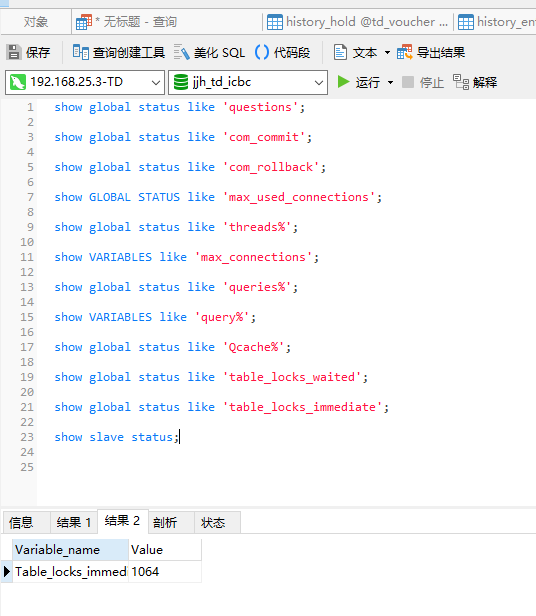 对象 * 无标题 - 查询 history_hold @td_voucher ... history_en
保存 查询创建工具 美化 SQL 代码段 文本 导出结果
192.168.25.3-TD jjh_td_icbc 运行 停止 解释
1 show global status like 'questions';
2
3 show global status like 'com_commit';
4
5 show global status like 'com_rollback';
6
7 show GLOBAL STATUS like 'max_used_connections';
8
9 show global status like 'threads%';
10
11 show VARIABLES like 'max_connections';
12
13 show global status like 'queries%';
14
15 show VARIABLES like 'query%';
16
17 show global status like 'Qcache%';
18
19 show global status like 'table_locks_waited';
20
21 show global status like 'table_locks_immediate';
22
23 show slave status;
24
25
信息 结果 1 结果 2 剖析 状态
Variable_name Value
Table_locks_immed 1064